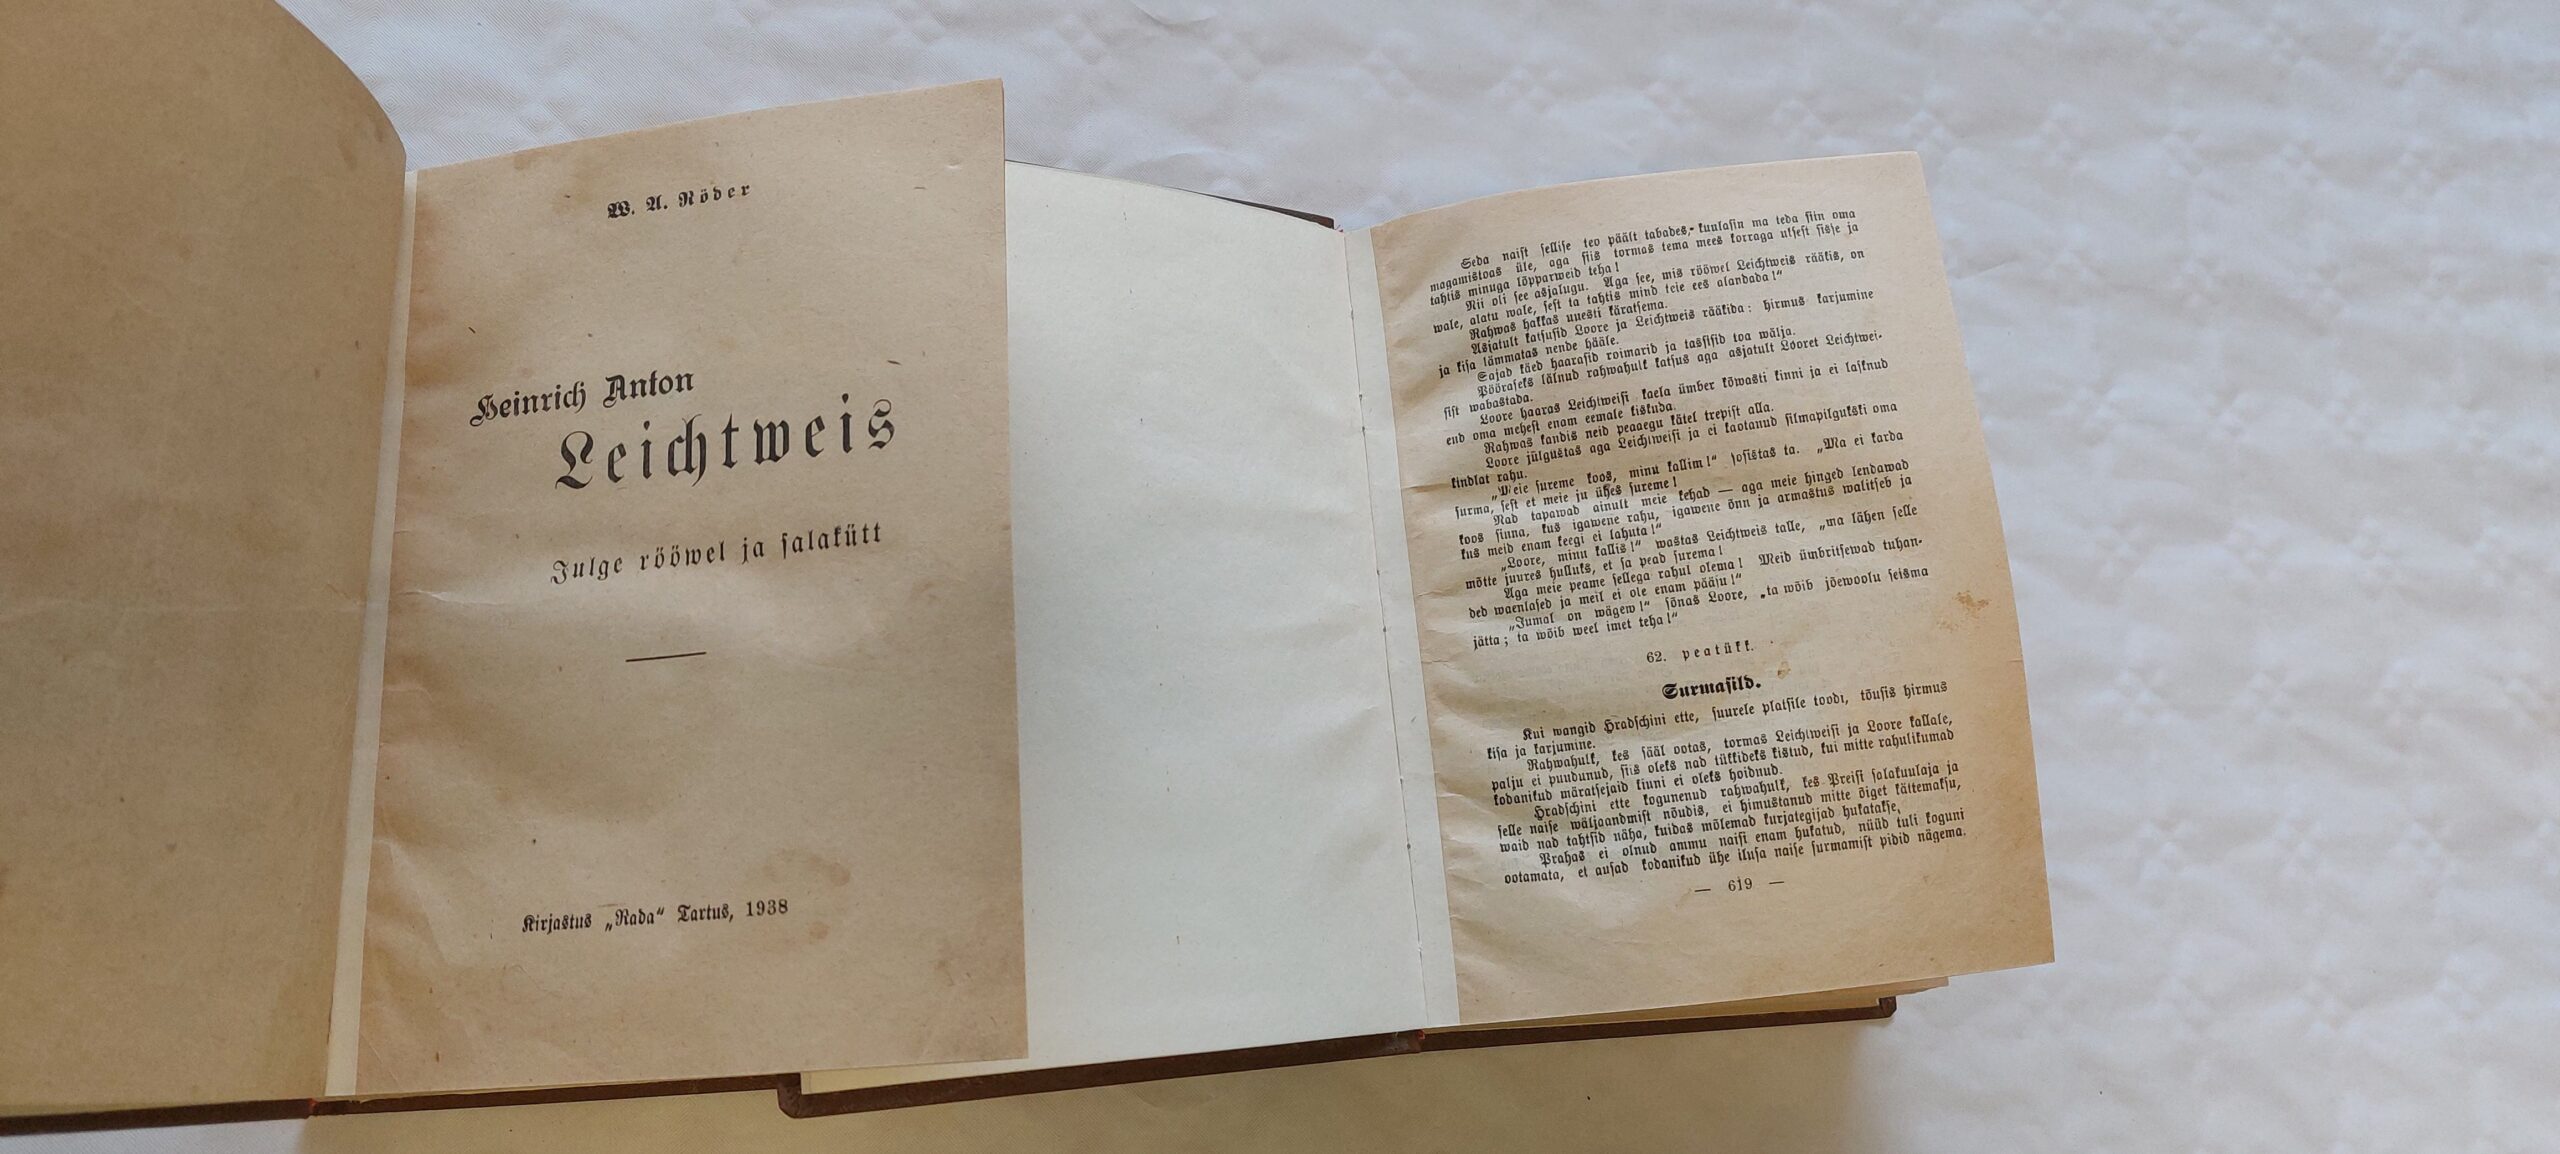 W. A. Röder
Heinrich Anton
Leichtweis
Julge rööwel ja salakütt
Kirjastus „Rada“ Tartus, 1938
Seda naist sellise teo päält tabades, kuulasin ma teda siin oma
magamistoas üle, aga siis tormas tema mees korraga uksest sisse ja
tahtis minuga lõpparweid teha!
Nii oli see asjalugu. Aga see, mis rööwel Leichtweis rääkis, on
wale, alatu wale, sest ta tahtis mind teie ees alandada!“
Rahwas hakkas uuesti käratsema.
Asjatult katsusid Loore ja Leichtweis rääkida: hirmus karjumine
ja kisa lämmatas nende hääle.
Sajad käed haarasid roimarid ja tassisid toa wälja.
Pööraseks läinud rahwahulk katsus aga asjatult Looret Leichtwei-
sist wabastada.
Loore haaras Leichtweisi kaela ümber kõwasti kinni ja ei lasknud
end oma mehest enam eemale kiskuda.
Rahwas kandis neid peaaegu kätel trepist alla.
Loore julgustas aga Leichtweisi ja ei kaotanud silmapilgukski oma
kindlat rahu.
„Meie sureme koos, minu kallim!“ sosistas ta. „Ma ei karda
surma, sest et meie ju ühes sureme!
Nad tapawad ainult meie kehad — aga meie hinged lendawad
koos sinna, kus igawene rahu, igawene õnn ja armastus walitseb ja
kus meid enam keegi ei lahuta!“
„Loore, minu kallis!“ wastas Leichtweis talle, „ma lähen selle
mõtte juures hulluks, et sa pead surema!
Aga meie peame sellega rahul olema! Meid ümbritsewad tuhan-
ded waenlased ja meil ei ole enam pääsu!“
„Jumal on wägew!“ sõnas Loore, „ta wõib jõewoolu seisma
jätta; ta wõib weel imet teha!“
62. peatükk.
Surmasild.
Kui wangid Hradschini ette, suurele platsile toodi, tõusis hirmus
kisa ja karjumine.
Rahwahulk, kes sääl ootas, tormas Leichtweisi ja Loore kallale,
palju ei puudunud, siis oleks nad tükkideks kistud, kui mitte rahulikumad
kodanikud märatsejaid kinni ei oleks hoidnud.
Hradschini ette kogunenud rahwahulk, kes Preisi salakuulaja ja
selle naise wäljaandmist nõudis, ei himustanud mitte õiget kättemaksu,
waid nad tahtsid näha, kuidas mõlemad kurjategijad hukatakse.
Prahas ei olnud ammu naisi enam hukatud, nüüd tuli koguni
ootamata, et ausad kodanikud ühe ilusa naise surmamist pidid nägema.
— 619 —